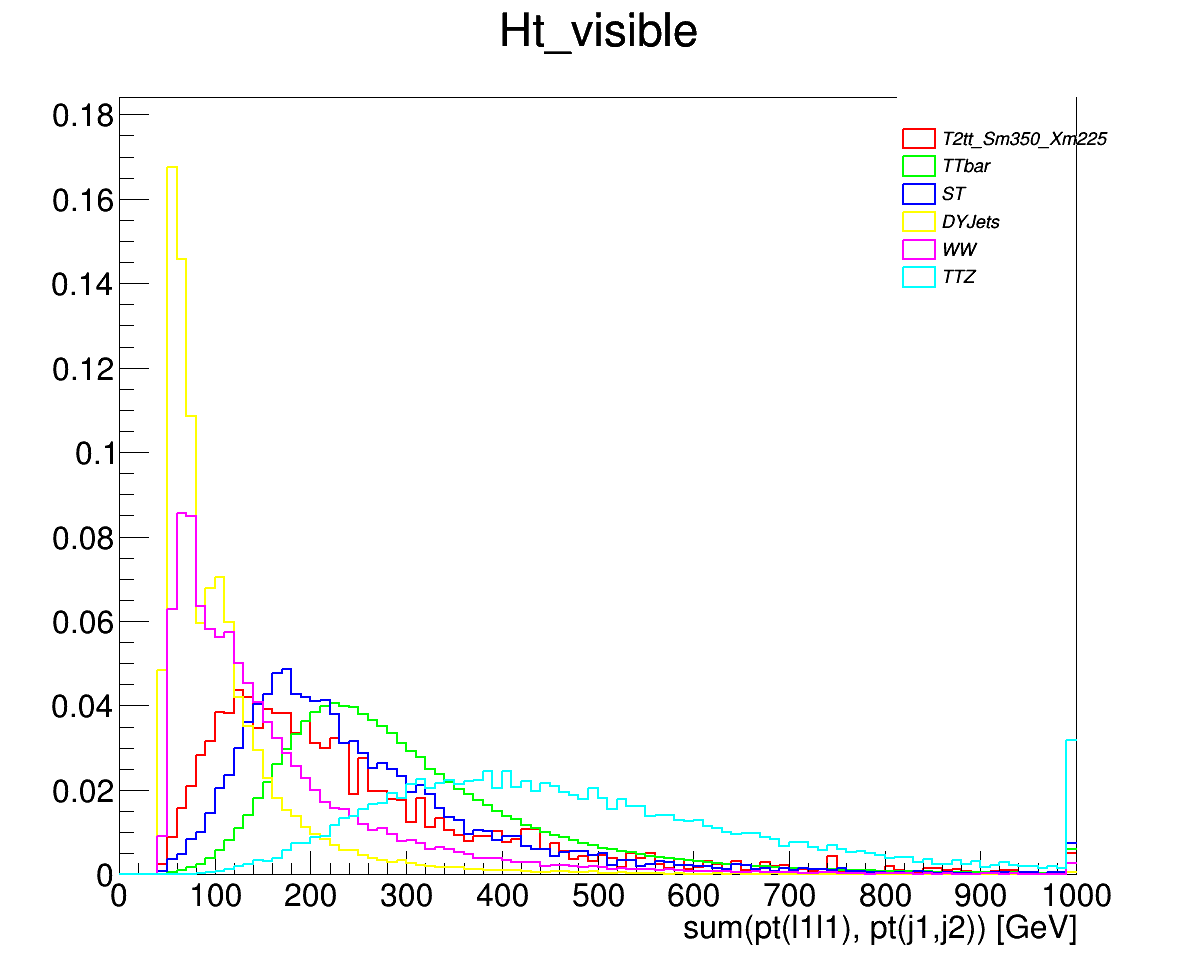 Ht_visible
0.18
0.16
0.14
0.12
0.1
0.08
0.06
0.04
0.02
0
T2tt_Sm350_Xm225
TTbar
ST
DYJets
WW
TTZ
0 100 200 300 400 500 600 700 800 900 1000
sum(pt(l1l1), pt(j1,j2)) [GeV]